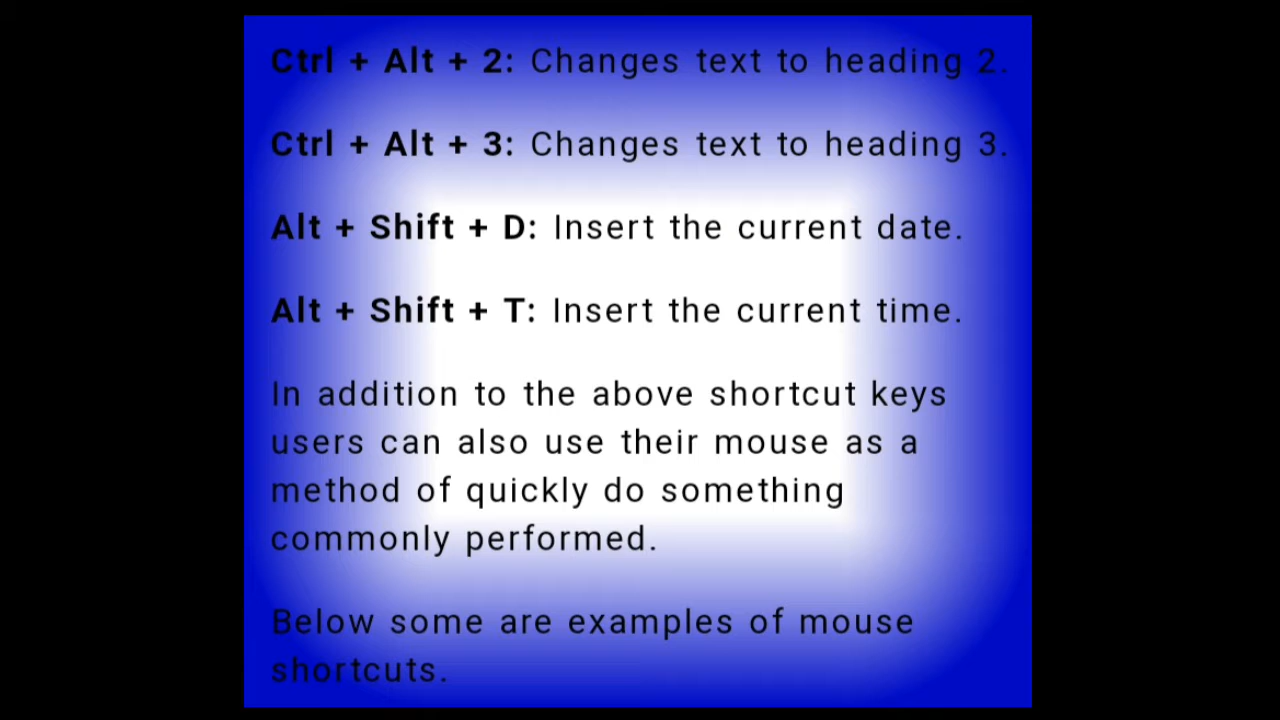 Ctrl + Alt + 2: Changes text to heading 2.
Ctrl + Alt + 3: Changes text to heading 3.
Alt + Shift + D: Insert the current date.
Alt + Shift + T: Insert the current time.
In addition to the above shortcut keys
users can also use their mouse as a
method of quickly do something
commonly performed.
Below some are examples of mouse
shortcuts.